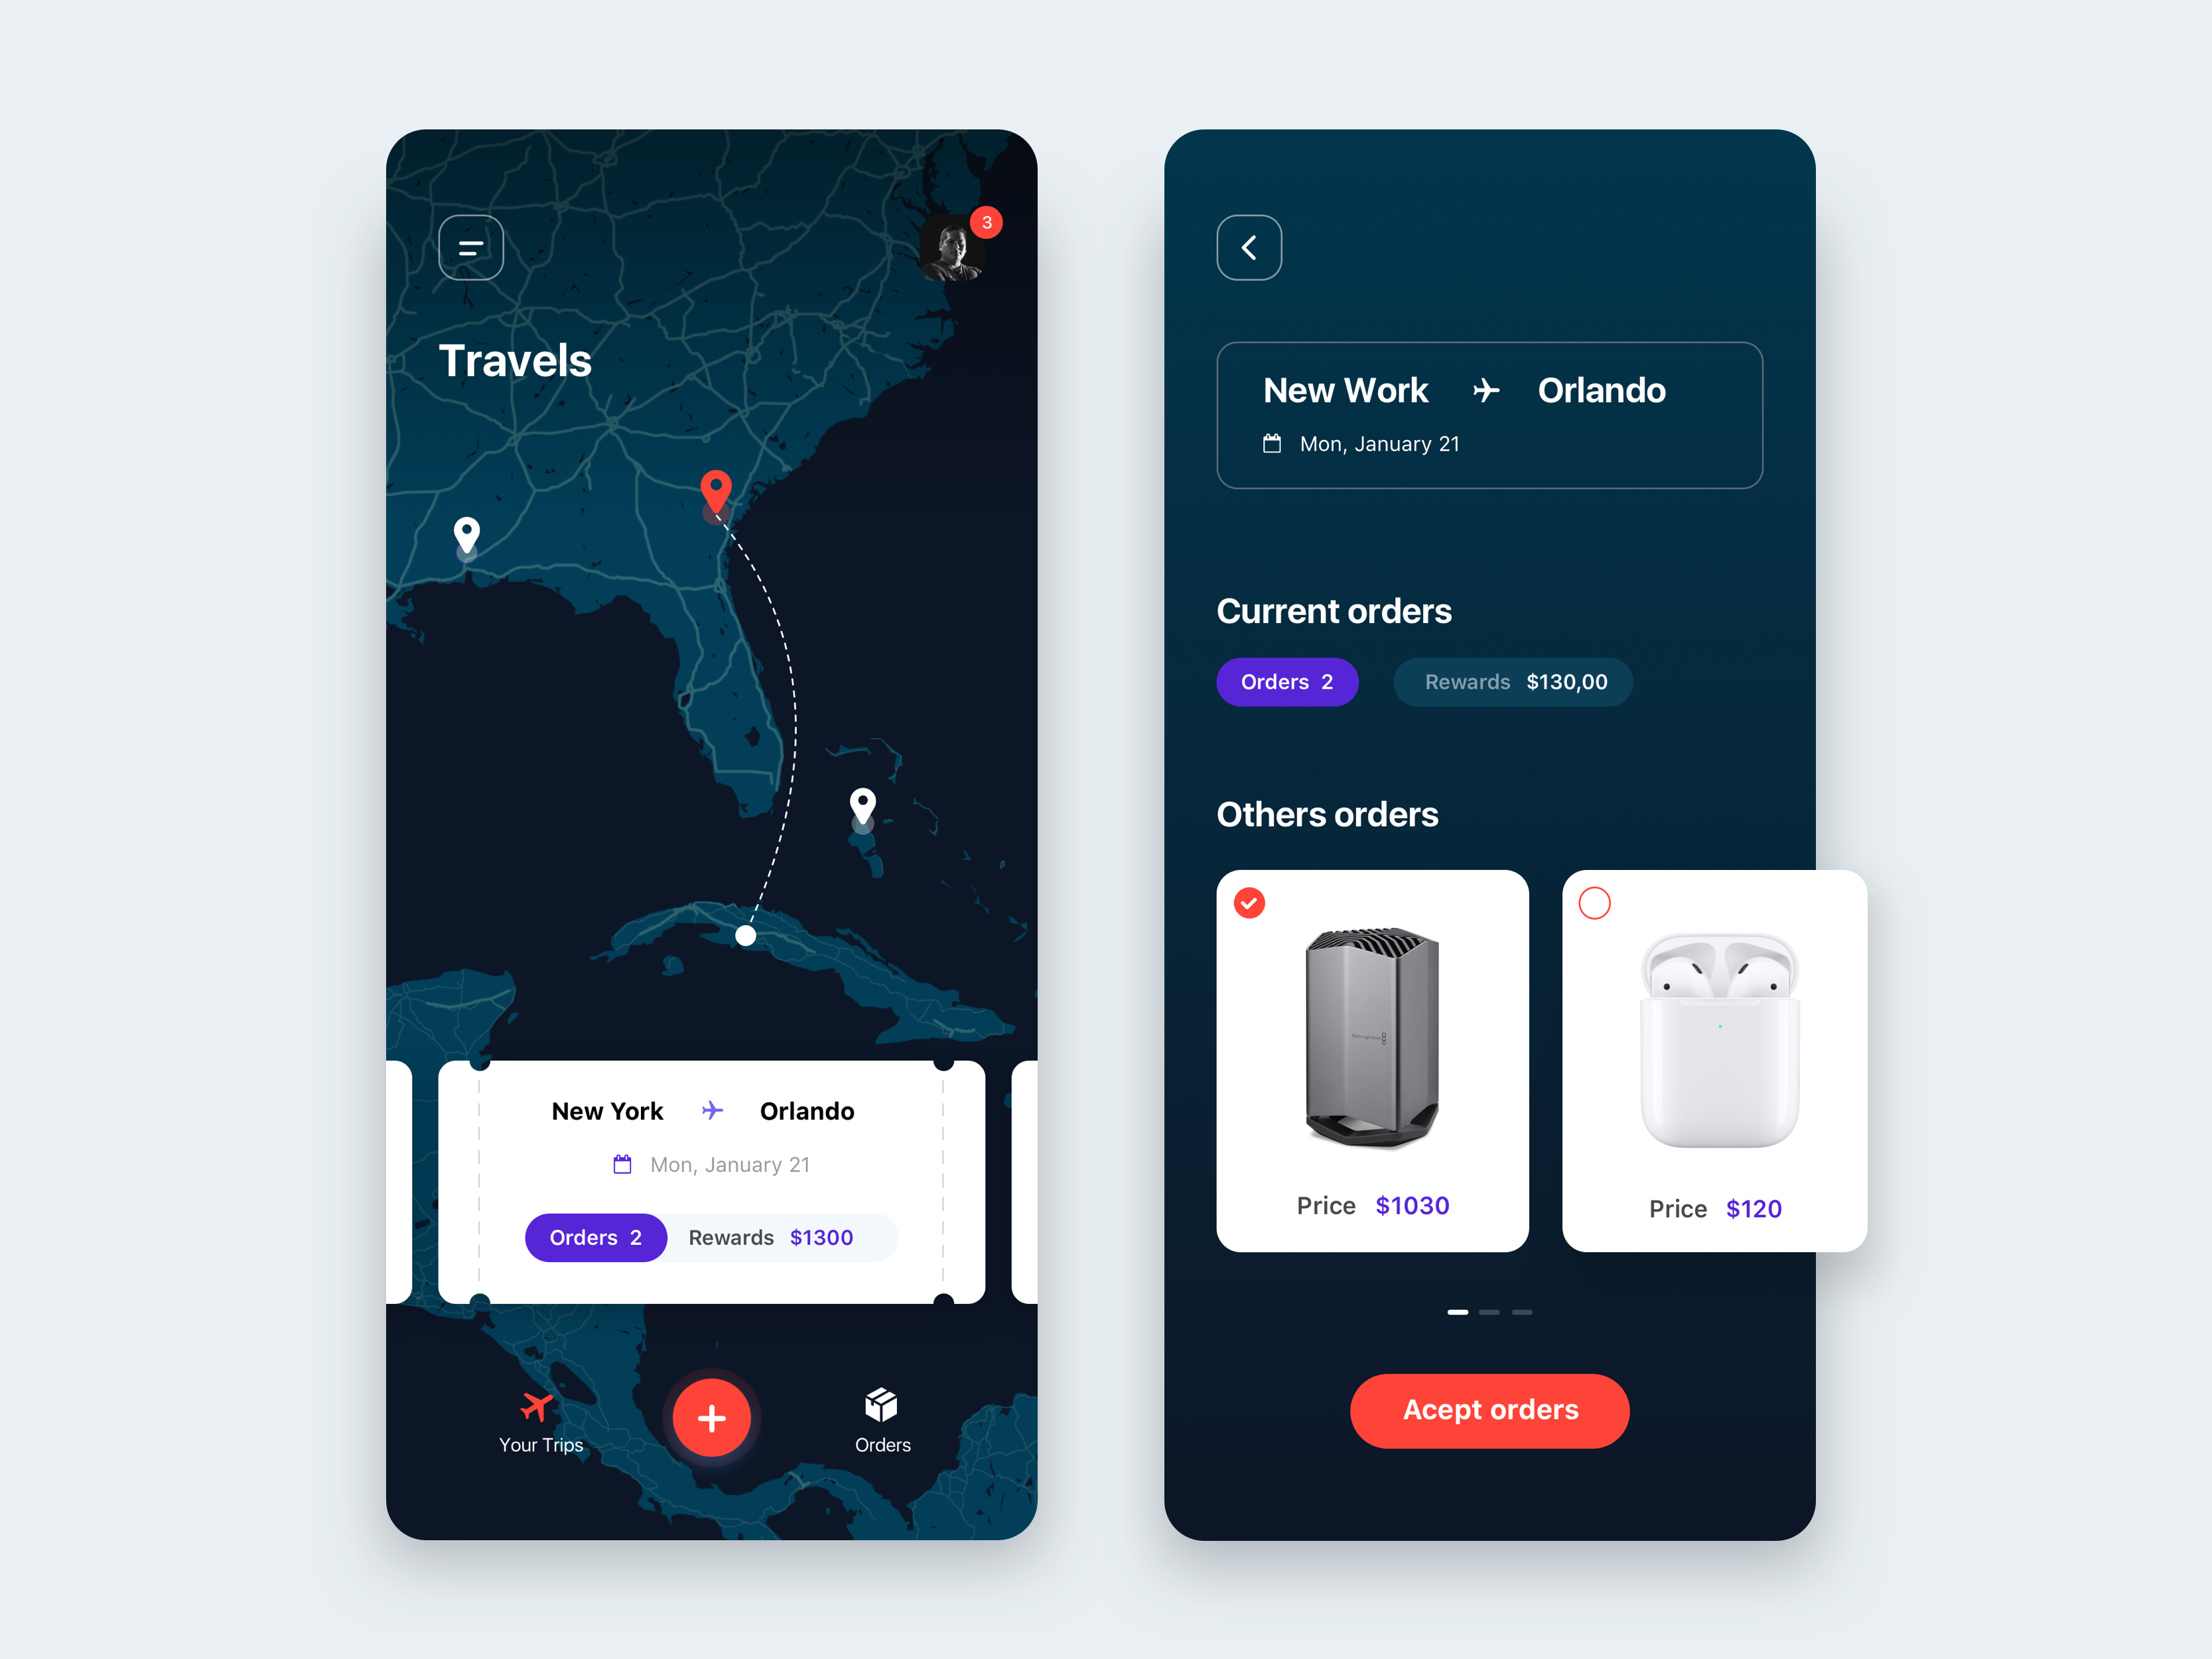 3
Travels
New York Orlando
Mon, January 21
Orders 2 Rewards $1300
Your Trips
Orders
New Work Orlando
Mon, January 21
Current orders
Orders 2 Rewards $130,00
Others orders
Price $1030
Price $120
Acept orders